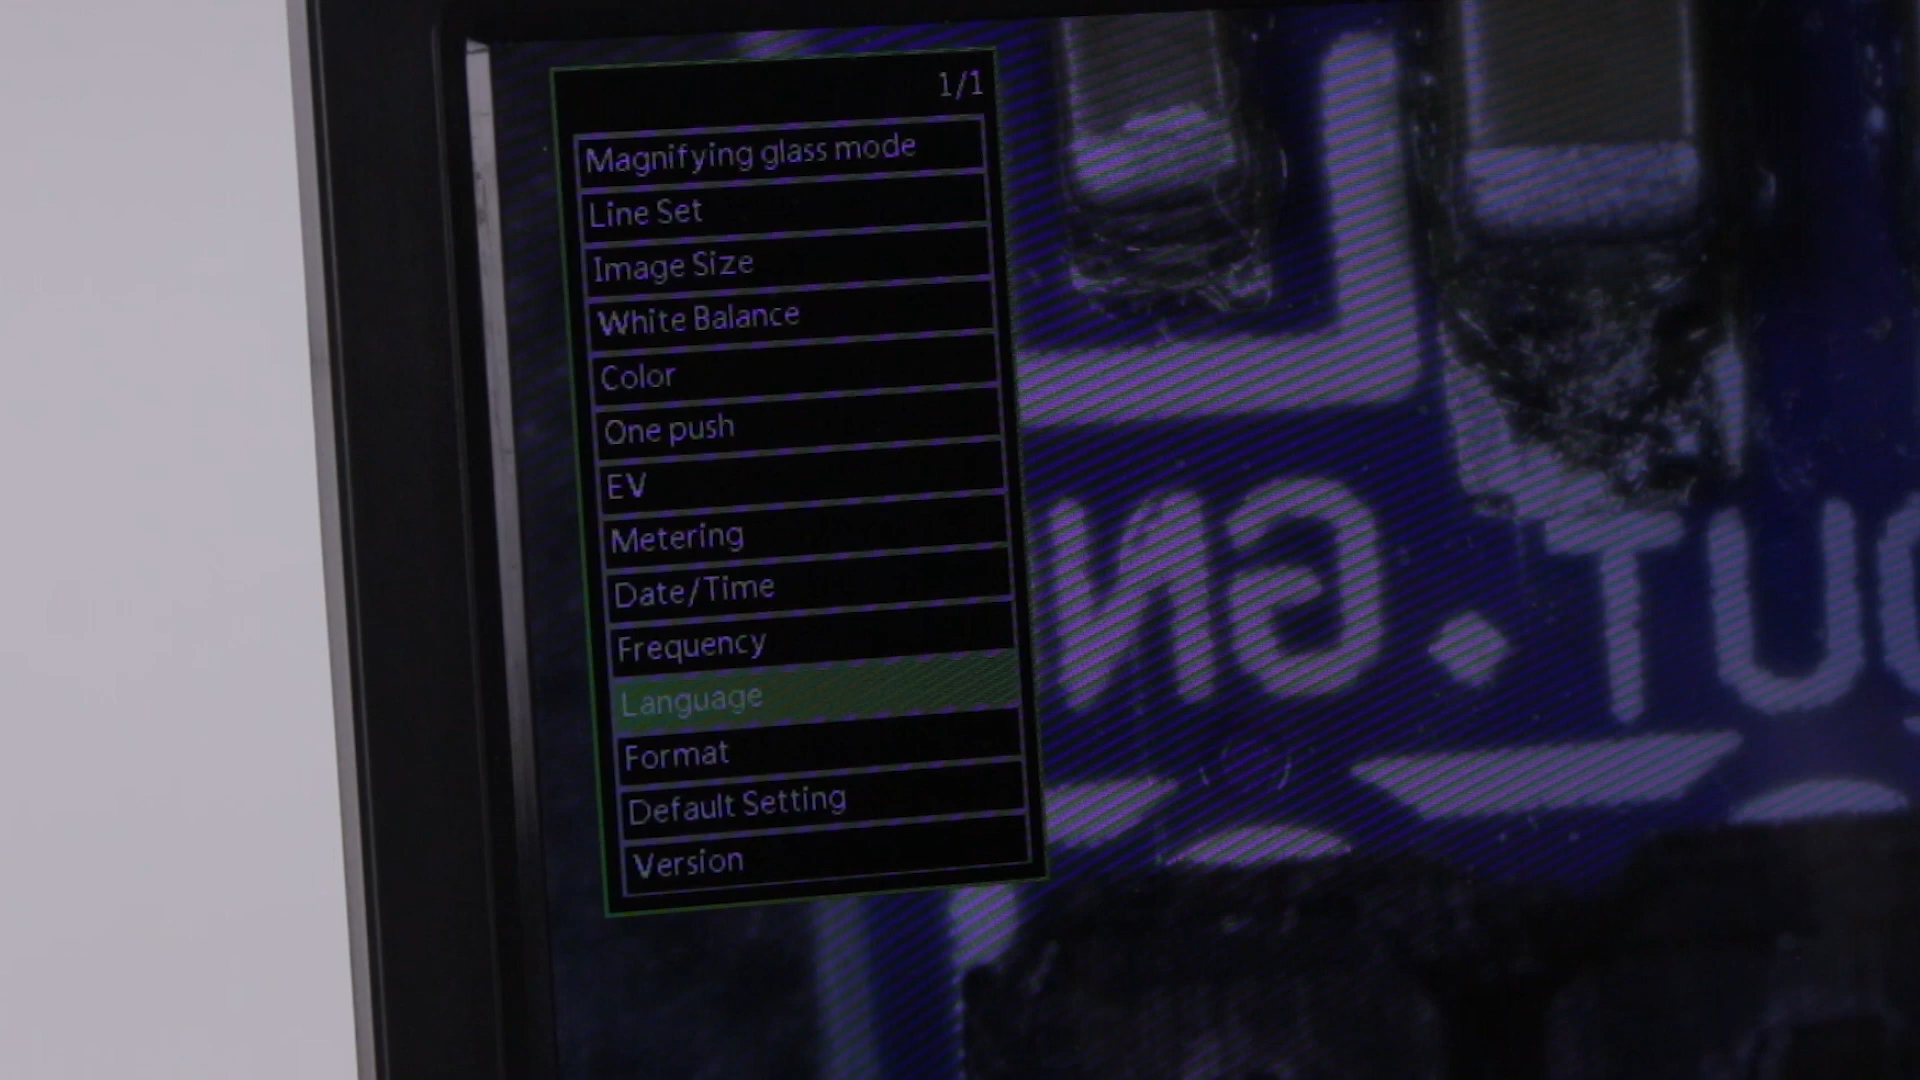 1/1
Magnifying glass mode
Line Set
Image Size
White Balance
Color
One push
EV
Metering
Date/Time
Frequency
Language
Format
Default Setting
Version